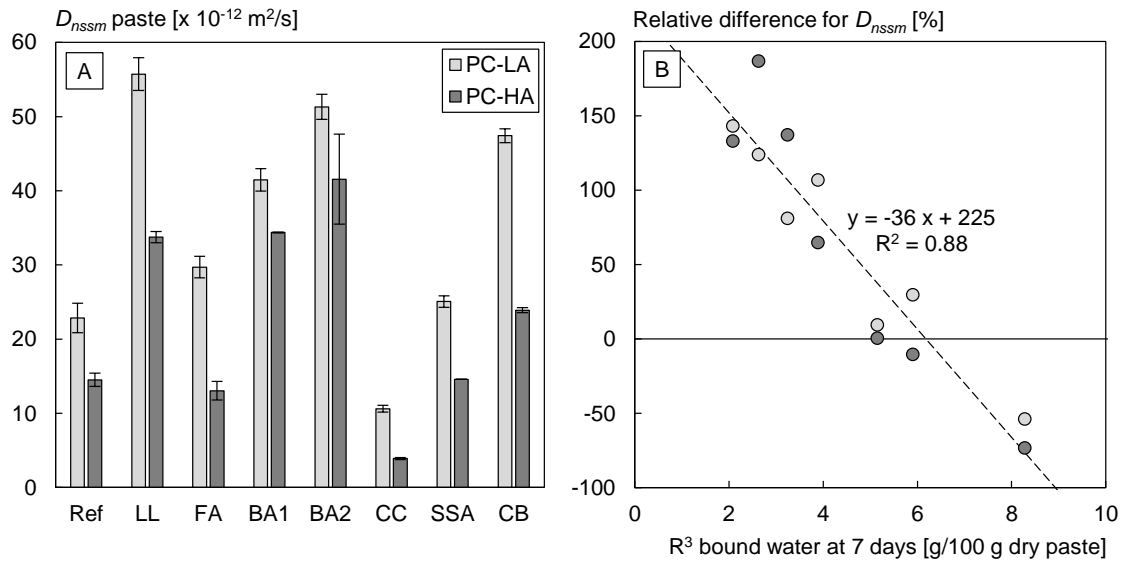 D_nssm paste [x 10⁻¹² m²/s]
60
50
40
30
20
10
0
A
PC-LA
PC-HA
Ref LL FA BA1 BA2 CC SSA CB
Relative difference for D_nssm [%]
200
150
100
50
0
-50
-100
B
y = -36 x + 225
R² = 0.88
0 2 4 6 8 10
R³ bound water at 7 days [g/100 g dry paste]